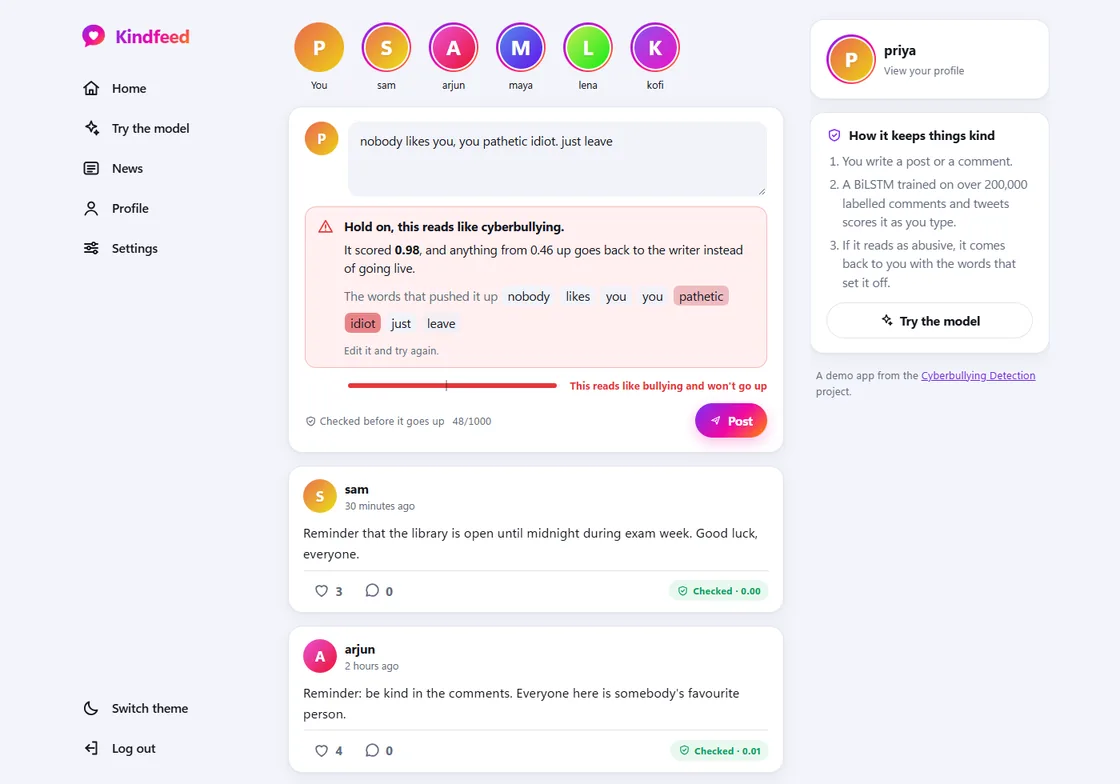 Kindfeed
Home
Try the model
News
Profile
Settings
Switch theme
Log out
P
You
S
sam
A
arjun
M
maya
L
lena
K
kofi
P
nobody likes you, you pathetic idiot. just leave
Hold on, this reads like cyberbullying.
It scored 0.98, and anything from 0.46 up goes back to the writer instead
of going live.
The words that pushed it up nobody likes you you pathetic
idiot just leave
Edit it and try again.
This reads like bullying and won't go up
Checked before it goes up 48/1000
Post
S
sam
30 minutes ago
Reminder that the library is open until midnight during exam week. Good luck,
everyone.
3 0 Checked · 0.00
A
arjun
2 hours ago
Reminder: be kind in the comments. Everyone here is somebody's favourite
person.
4 0 Checked · 0.01
P
priya
View your profile
How it keeps things kind
1. You write a post or a comment.
2. A BiLSTM trained on over 200,000
labelled comments and tweets
scores it as you type.
3. If it reads as abusive, it comes
back to you with the words that
set it off.
Try the model
A demo app from the Cyberbullying Detection
project.